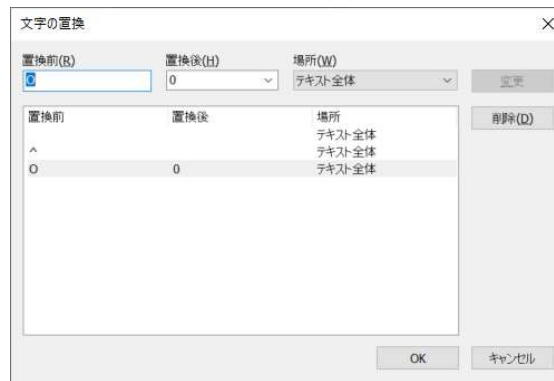 文字の置換
置換前(R) 置換後(H) 場所(W)
O 0 テキスト全体 変更
置換前 置換後 場所 削除(D)
テキスト全体
^ テキスト全体
O 0 テキスト全体
OK キャンセル